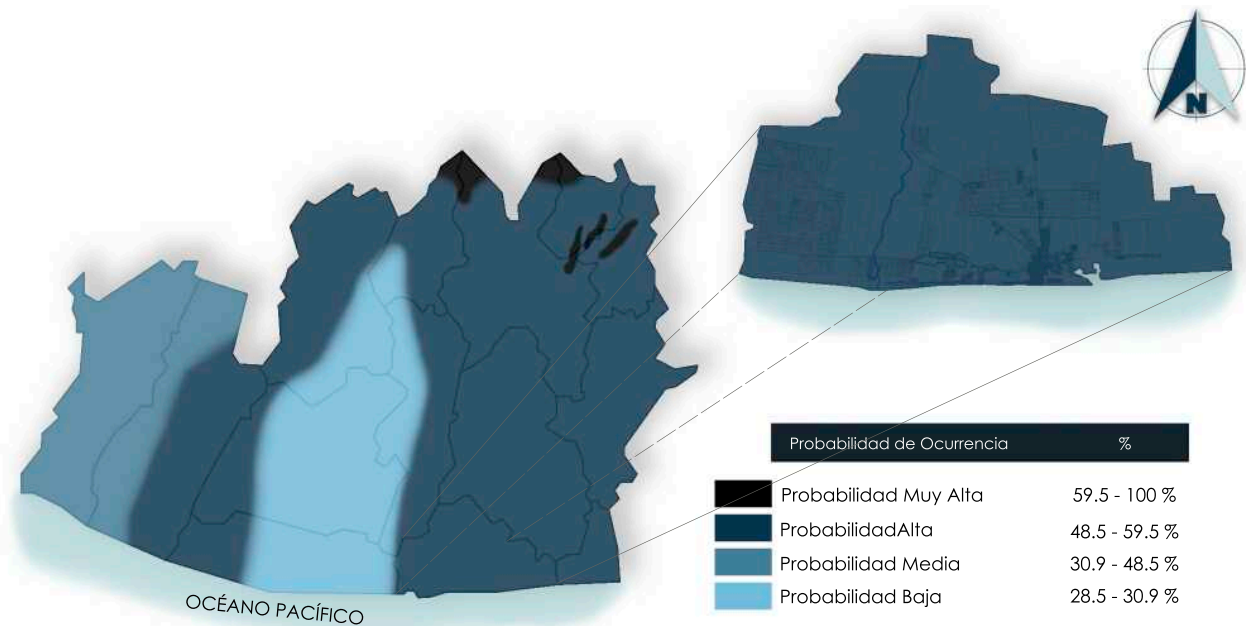 N
Probabilidad de Ocurrencia %
Probabilidad Muy Alta 59.5 - 100 %
ProbabilidadAlta 48.5 - 59.5 %
Probabilidad Media 30.9 - 48.5 %
Probabilidad Baja 28.5 - 30.9 %
OCÉANO PACÍFICO